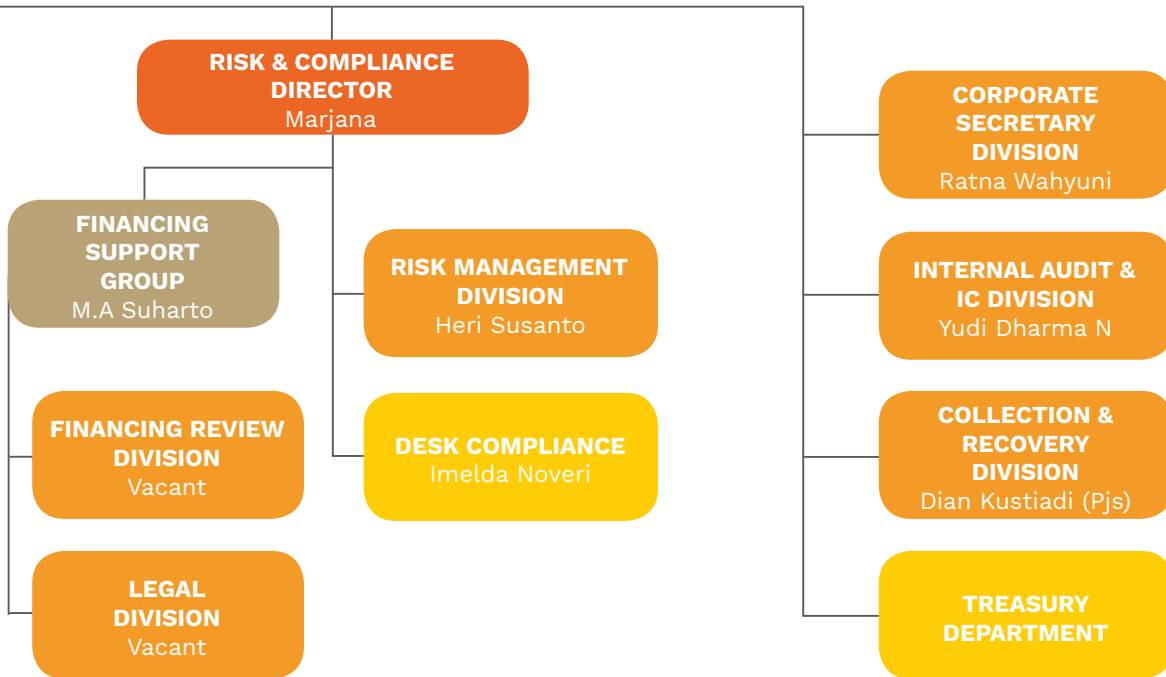 RISK & COMPLIANCE
DIRECTOR
Marjana
FINANCING
SUPPORT
GROUP
M.A Suharto
RISK MANAGEMENT
DIVISION
Heri Susanto
FINANCING REVIEW
DIVISION
Vacant
DESK COMPLIANCE
Imelda Noveri
LEGAL
DIVISION
Vacant
CORPORATE
SECRETARY
DIVISION
Ratna Wahyuni
INTERNAL AUDIT &
IC DIVISION
Yudi Dharma N
COLLECTION &
RECOVERY
DIVISION
Dian Kustiadi (Pjs)
TREASURY
DEPARTMENT